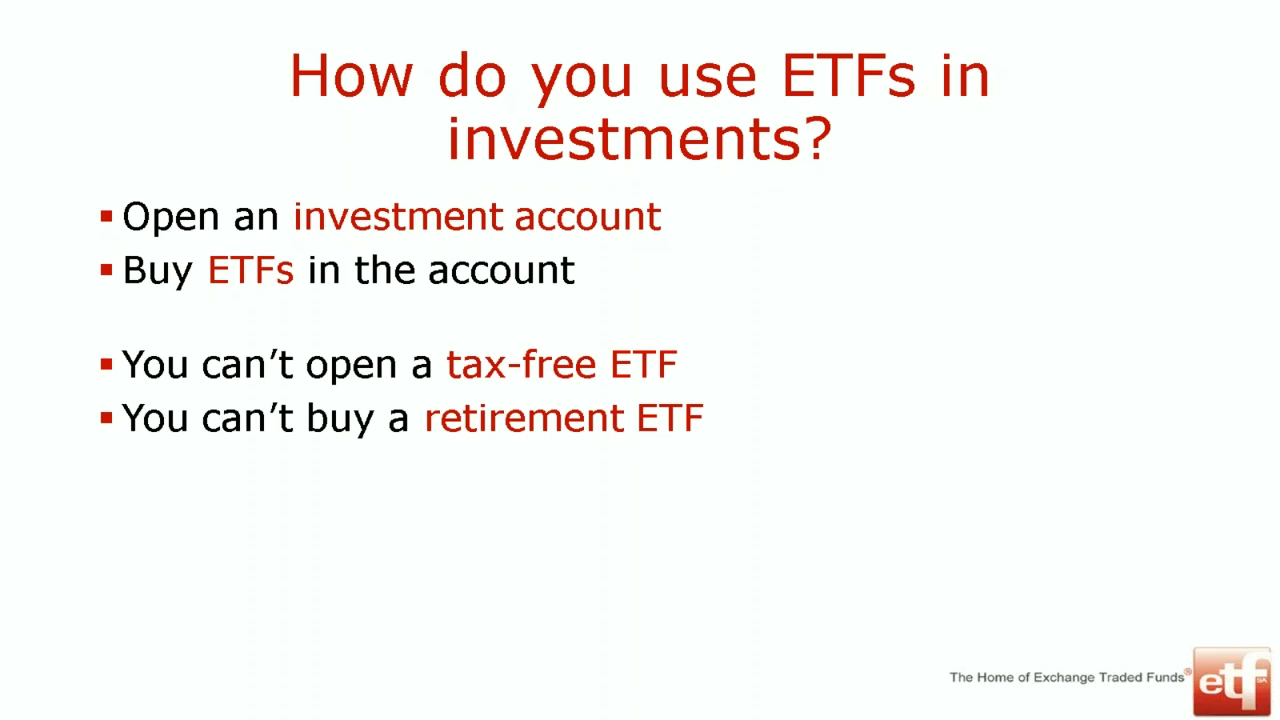 How do you use ETFs in
investments?
▪ Open an investment account
▪ Buy ETFs in the account
▪ You can’t open a tax-free ETF
▪ You can’t buy a retirement ETF
The Home of Exchange Traded Funds®
etf
SA